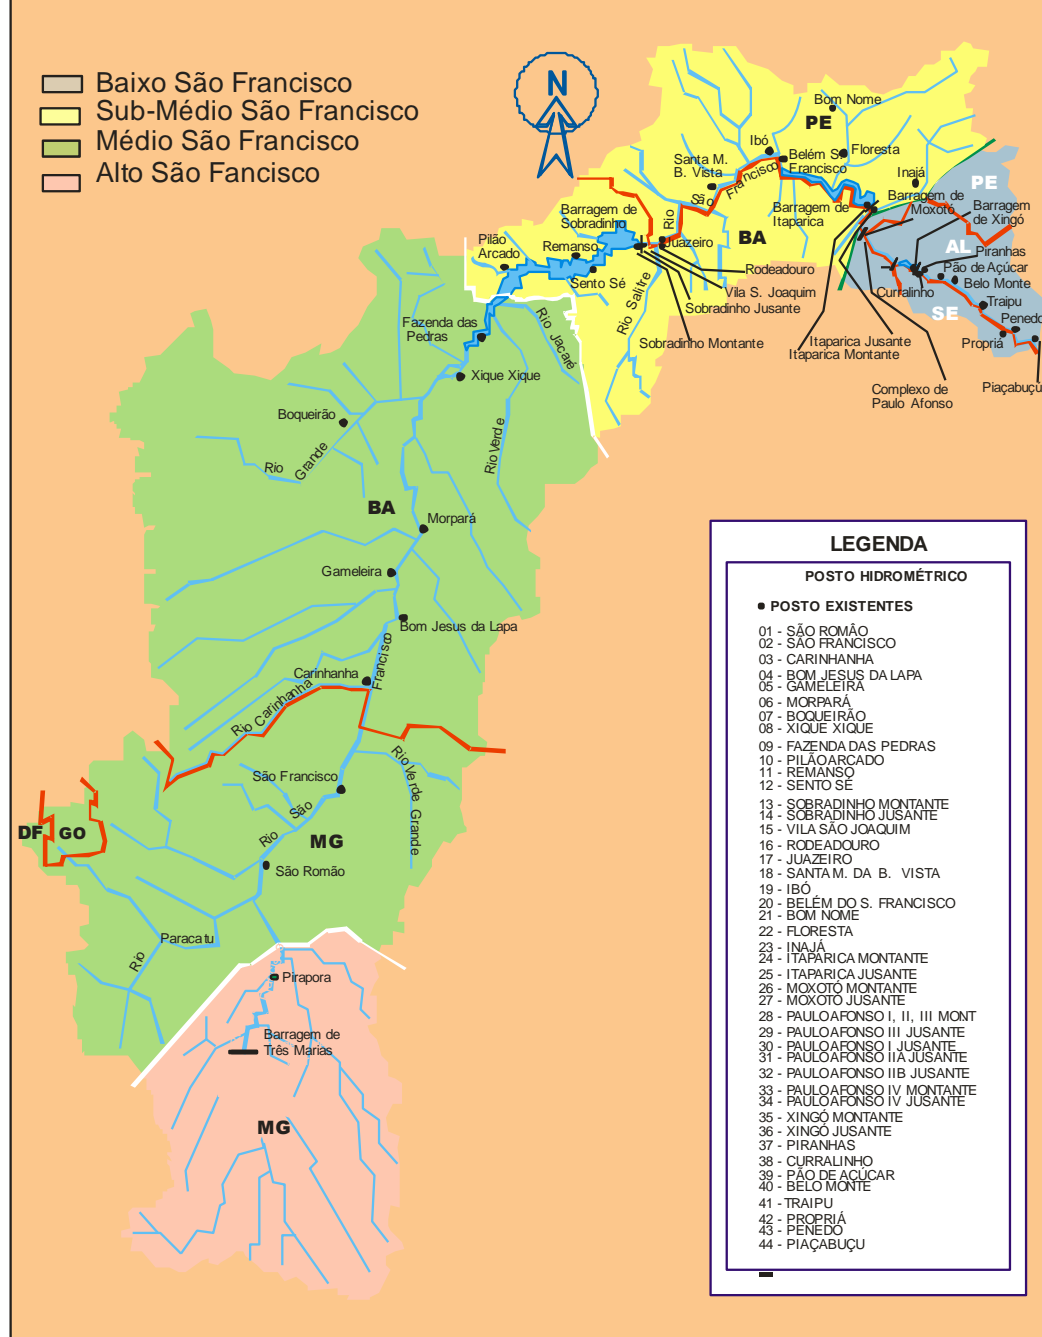 Baixo São Francisco
Sub-Médio São Francisco
Médio São Francisco
Alto São Fancisco
N
Bom Nome
PE
Ibó
Belém S.
Francisco
Floresta
Santa M.
B. Vista
Inajá
PE
Rio São Francisco
Barragem de
Itaparica
Barragem de
Moxotó
Barragem
de Xingó
Barragem de
Sobradinho
Pilão
Arcado
Remanso
Juazeiro
BA
AL
Piranhas
Rodeadouro
Pão de Açúcar
Sento Sé
Belo Monte
Vila S. Joaquim
Curralinho
Traipu
Sobradinho Jusante
SE
Penedo
Rio Salitre
Fazenda das
Pedras
Rio Jacaré
Sobradinho Montante
Itaparica Jusante
Itaparica Montante
Propriá
Xique Xique
Complexo de
Paulo Afonso
Piaçabuçu
Boqueirão
Rio Verde
Rio Grande
BA
Morpará
Gameleira
Bom Jesus da Lapa
Francisco
Carinhanha
Rio Carinhanha
São Francisco
Rio Verde Grande
Rio São
DF
GO
MG
São Romão
Rio Paracatu
Pirapora
Barragem de
Três Marias
MG
LEGENDA
POSTO HIDROMÉTRICO
POSTO EXISTENTES
01 - SÃO ROMÂO
02 - SÃO FRANCISCO
03 - CARINHANHA
04 - BOM JESUS DA LAPA
05 - GAMELEIRA
06 - MORPARÁ
07 - BOQUEIRÃO
08 - XIQUE XIQUE
09 - FAZENDA DAS PEDRAS
10 - PILÃO ARCADO
11 - REMANSO
12 - SENTO SÉ
13 - SOBRADINHO MONTANTE
14 - SOBRADINHO JUSANTE
15 - VILA SÃO JOAQUIM
16 - RODEADOURO
17 - JUAZEIRO
18 - SANTA M. DA B. VISTA
19 - IBÓ
20 - BELÉM DO S. FRANCISCO
21 - BOM NOME
22 - FLORESTA
23 - INAJÁ
24 - ITAPARICA MONTANTE
25 - ITAPARICA JUSANTE
26 - MOXOTÓ MONTANTE
27 - MOXOTÓ JUSANTE
28 - PAULO AFONSO I, II, III MONT
29 - PAULO AFONSO III JUSANTE
30 - PAULO AFONSO I JUSANTE
31 - PAULO AFONSO IIA JUSANTE
32 - PAULO AFONSO IIB JUSANTE
33 - PAULO AFONSO IV MONTANTE
34 - PAULO AFONSO IV JUSANTE
35 - XINGÓ MONTANTE
36 - XINGÓ JUSANTE
37 - PIRANHAS
38 - CURRALINHO
39 - PÃO DE AÇÚCAR
40 - BELO MONTE
41 - TRAIPU
42 - PROPRIÁ
43 - PENEDO
44 - PIAÇABUÇU